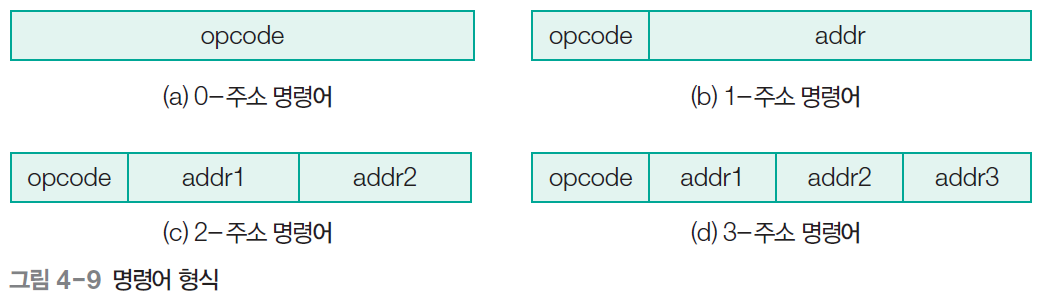 opcode
opcode addr
(a) 0-주소 명령어
(b) 1-주소 명령어
opcode addr1 addr2
opcode addr1 addr2 addr3
(c) 2-주소 명령어
(d) 3-주소 명령어
그림 4-9 명령어 형식